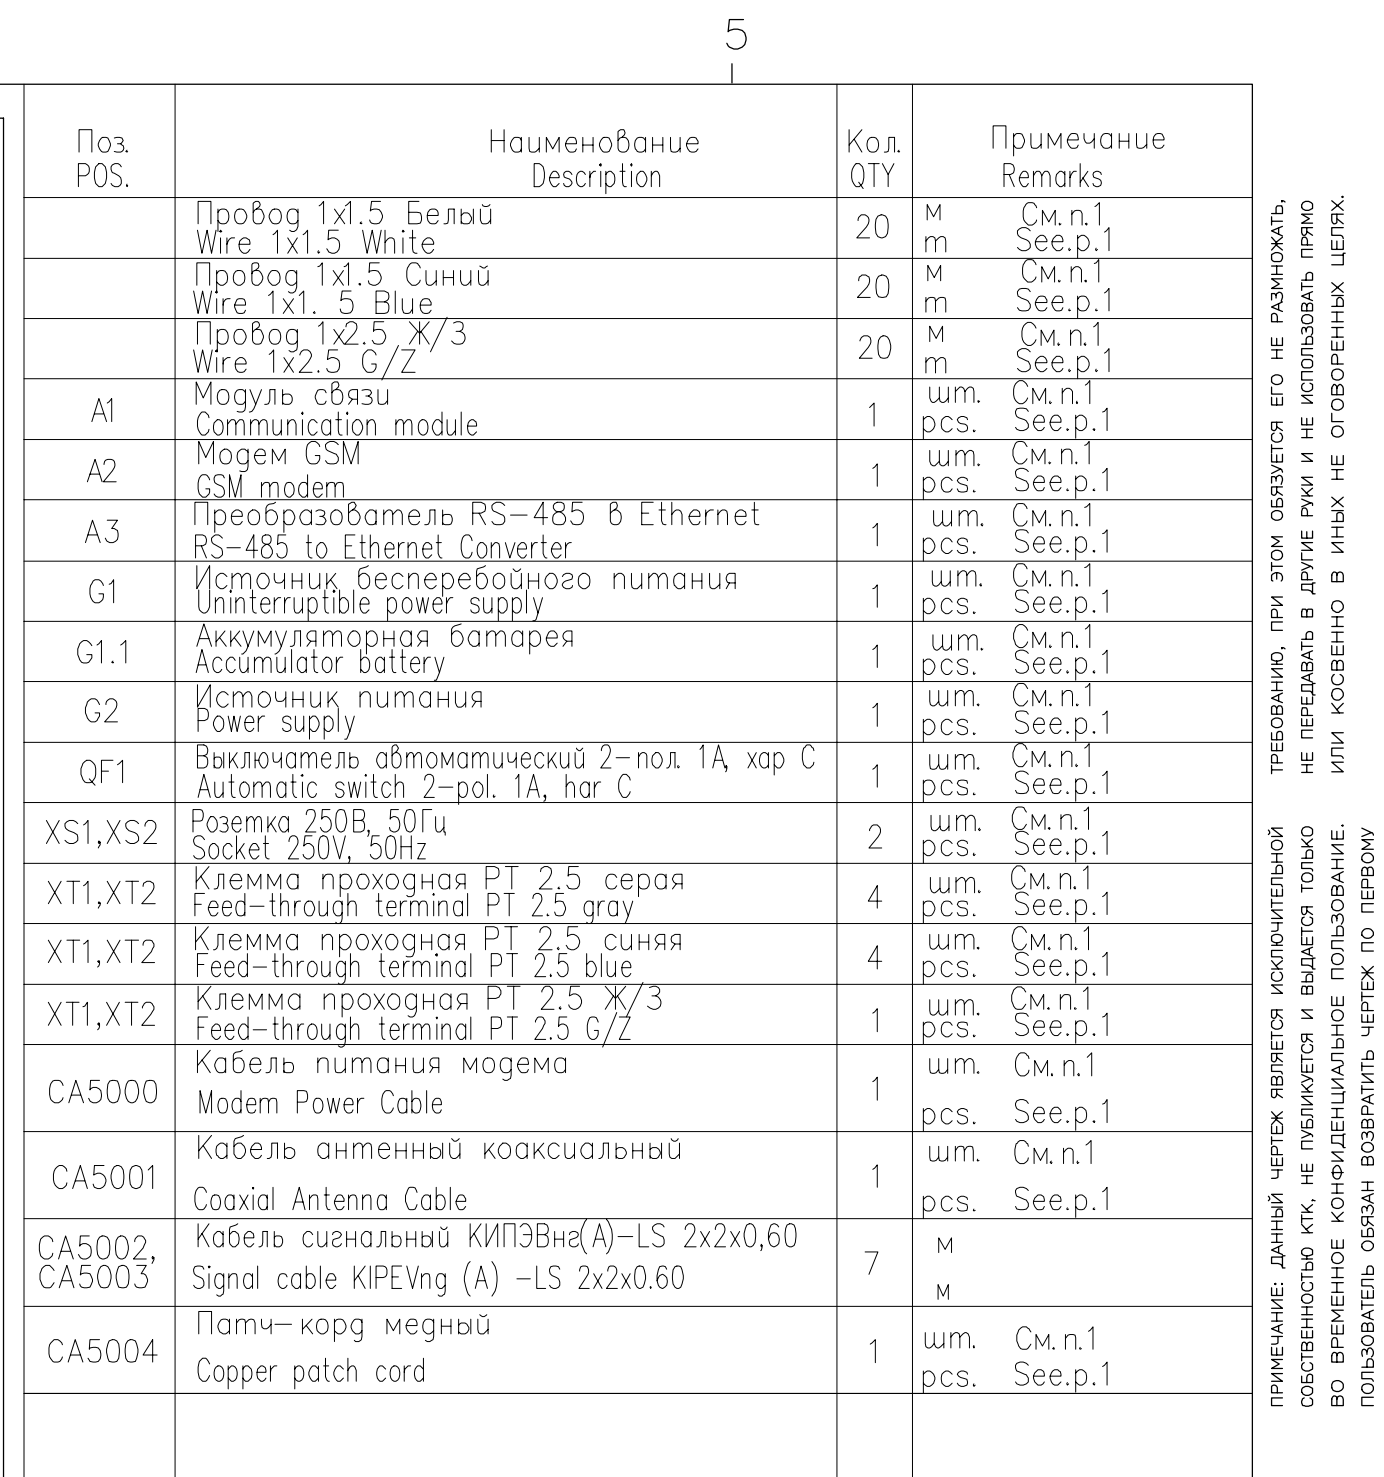 5
Поз.
POS.
Наименование
Description
Кол.
QTY
Примечание
Remarks
Провод 1x1.5 Белый
Wire 1x1.5 White
20
м См.п.1
m See.p.1
Провод 1x1.5 Синий
Wire 1x1. 5 Blue
20
м См.п.1
m See.p.1
Провод 1x2.5 Ж/З
Wire 1x2.5 G/Z
20
м См.п.1
m See.p.1
A1
Модуль связи
Communication module
1
шт. См.п.1
pcs. See.p.1
A2
Модем GSM
GSM modem
1
шт. См.п.1
pcs. See.p.1
A3
Преобразователь RS-485 в Ethernet
RS-485 to Ethernet Converter
1
шт. См.п.1
pcs. See.p.1
G1
Источник бесперебойного питания
Uninterruptible power supply
1
шт. См.п.1
pcs. See.p.1
G1.1
Аккумуляторная батарея
Accumulator battery
1
шт. См.п.1
pcs. See.p.1
G2
Источник питания
Power supply
1
шт. См.п.1
pcs. See.p.1
QF1
Выключатель автоматический 2-пол. 1А, хар С
Automatic switch 2-pol. 1A, har C
1
шт. См.п.1
pcs. See.p.1
XS1,XS2
Розетка 250В, 50Гц
Socket 250V, 50Hz
2
шт. См.п.1
pcs. See.p.1
XT1,XT2
Клемма проходная PT 2.5 серая
Feed-through terminal PT 2.5 gray
4
шт. См.п.1
pcs. See.p.1
XT1,XT2
Клемма проходная PT 2.5 синяя
Feed-through terminal PT 2.5 blue
4
шт. См.п.1
pcs. See.p.1
XT1,XT2
Клемма проходная PT 2.5 Ж/З
Feed-through terminal PT 2.5 G/Z
1
шт. См.п.1
pcs. See.p.1
CA5000
Кабель питания модема
Modem Power Cable
1
шт. См.п.1
pcs. See.p.1
CA5001
Кабель антенный коаксиальный
Coaxial Antenna Cable
1
шт. См.п.1
pcs. See.p.1
CA5002,
CA5003
Кабель сигнальный КИПЭВнг(А)-LS 2x2x0,60
Signal cable KIPEVng (A) -LS 2x2x0.60
7
м
м
CA5004
Патч-корд медный
Copper patch cord
1
шт. См.п.1
pcs. See.p.1
ПРИМЕЧАНИЕ: ДАННЫЙ ЧЕРТЕЖ ЯВЛЯЕТСЯ ИСКЛЮЧИТЕЛЬНОЙ
СОБСТВЕННОСТЬЮ КТК, НЕ ПУБЛИКУЕТСЯ И ВЫДАЕТСЯ ТОЛЬКО
ВО ВРЕМЕННОЕ КОНФИДЕНЦИАЛЬНОЕ ПОЛЬЗОВАНИЕ.
ПОЛЬЗОВАТЕЛЬ ОБЯЗАН ВОЗВРАТИТЬ ЧЕРТЕЖ ПО ПЕРВОМУ
ТРЕБОВАНИЮ, ПРИ ЭТОМ ОБЯЗУЕТСЯ ЕГО НЕ РАЗМНОЖАТЬ,
НЕ ПЕРЕДАВАТЬ В ДРУГИЕ РУКИ И НЕ ИСПОЛЬЗОВАТЬ ПРЯМО
ИЛИ КОСВЕННО В ИНЫХ НЕ ОГОВОРЕННЫХ ЦЕЛЯХ.